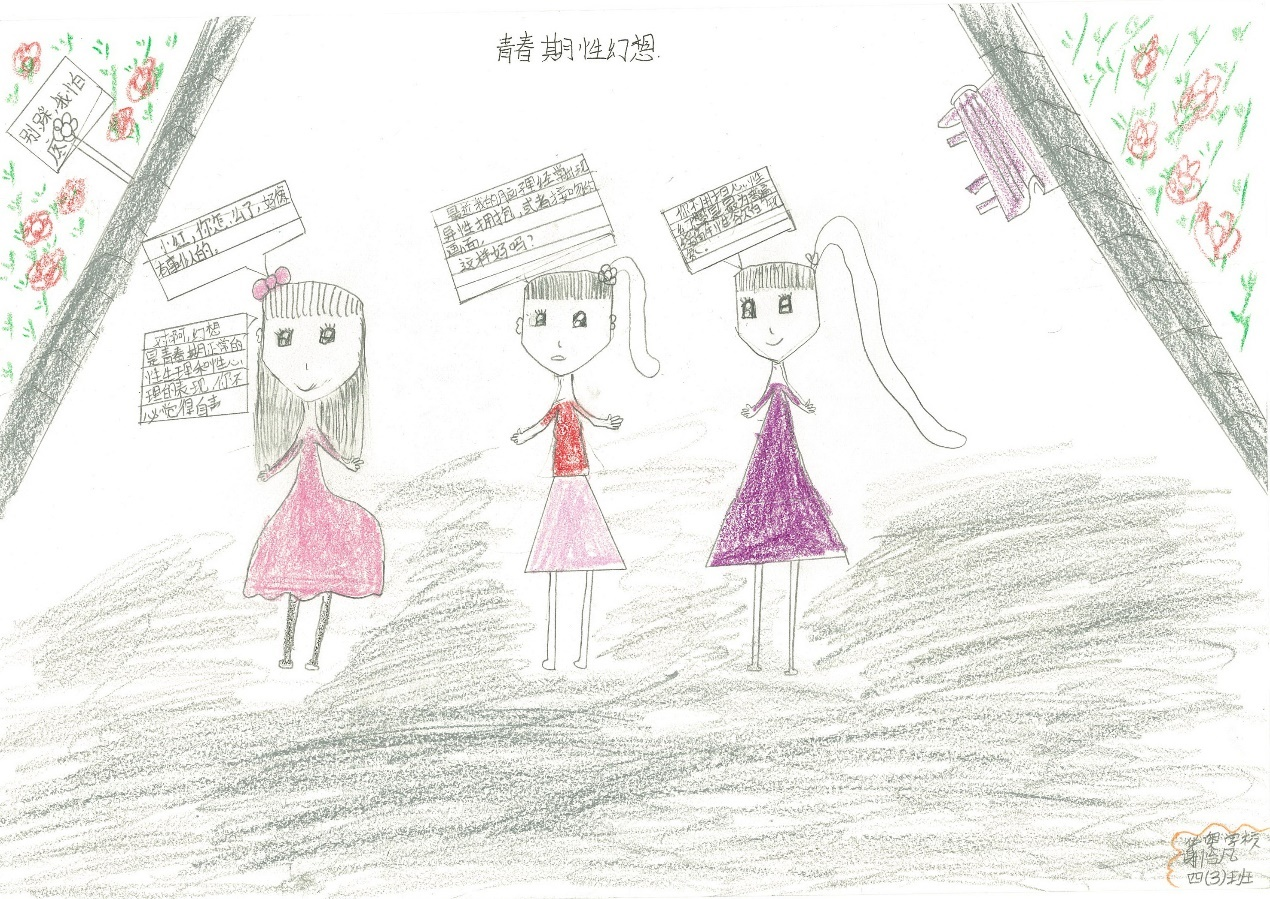 青春期性幻想.
别踩,我怕
疼
小红,你怎么了,好像
有事似的。
最近我的脑里经常出现
异性拥抱,或者接吻的
画面,
这样好吗?
你不用担心,性
爱。
对啊,幻想
是青春期正常的
性生理和性心
理的表现,你不
必觉得自卑
学校
四(3)班